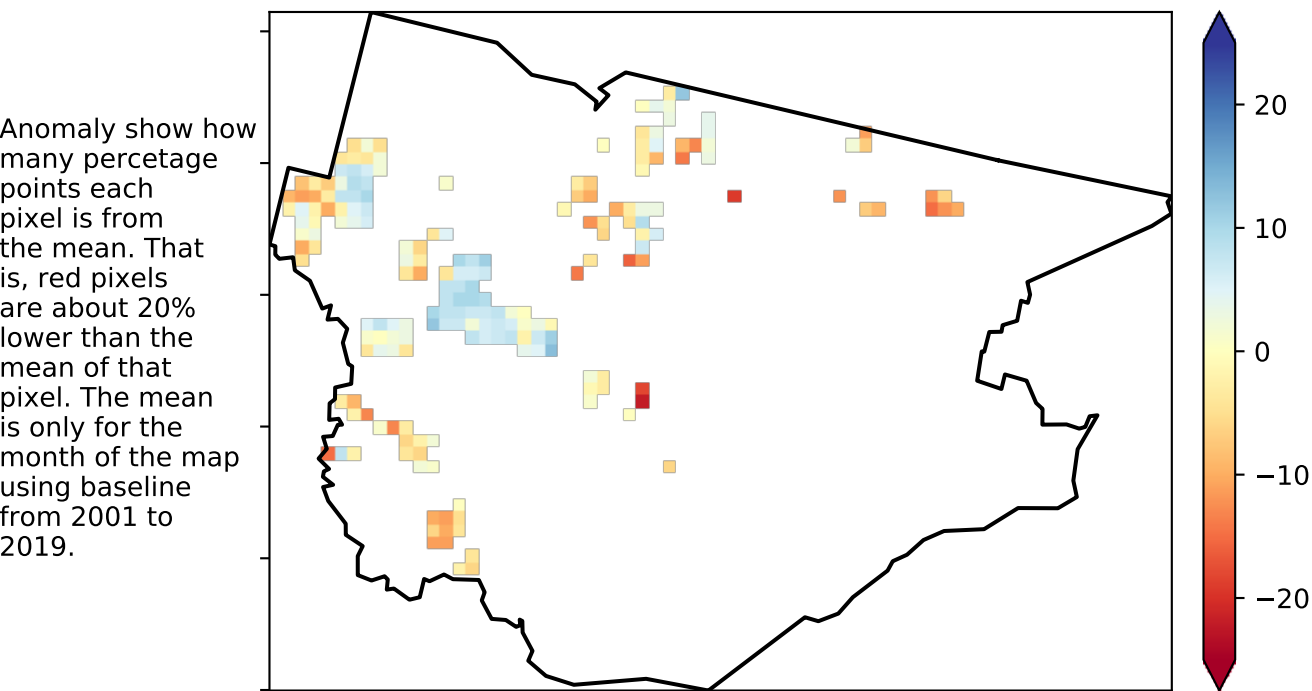 Anomaly show how
many percetage
points each
pixel is from
the mean. That
is, red pixels
are about 20%
lower than the
mean of that
pixel. The mean
is only for the
month of the map
using baseline
from 2001 to
2019.
20
10
0
−10
−20